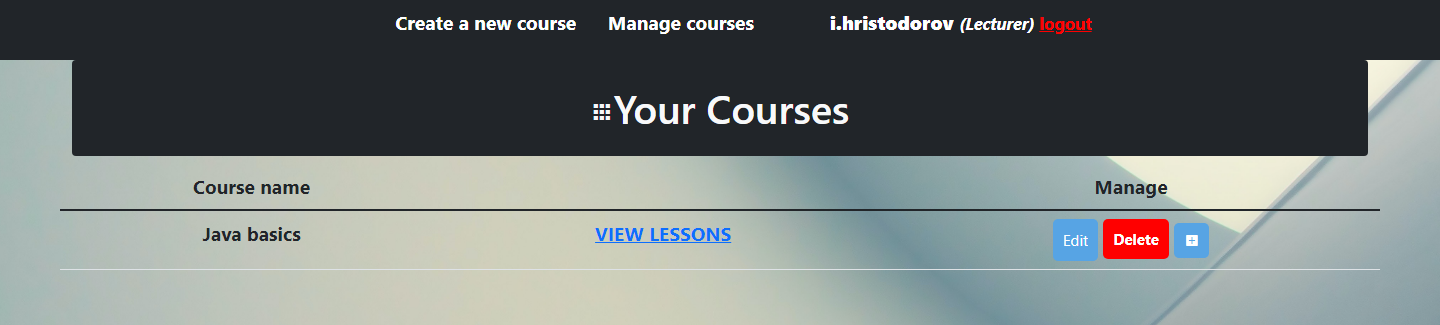 Create a new course Manage courses i.hristodorov (Lecturer) logout
Your Courses
Course name Manage
Java basics VIEW LESSONS Edit Delete